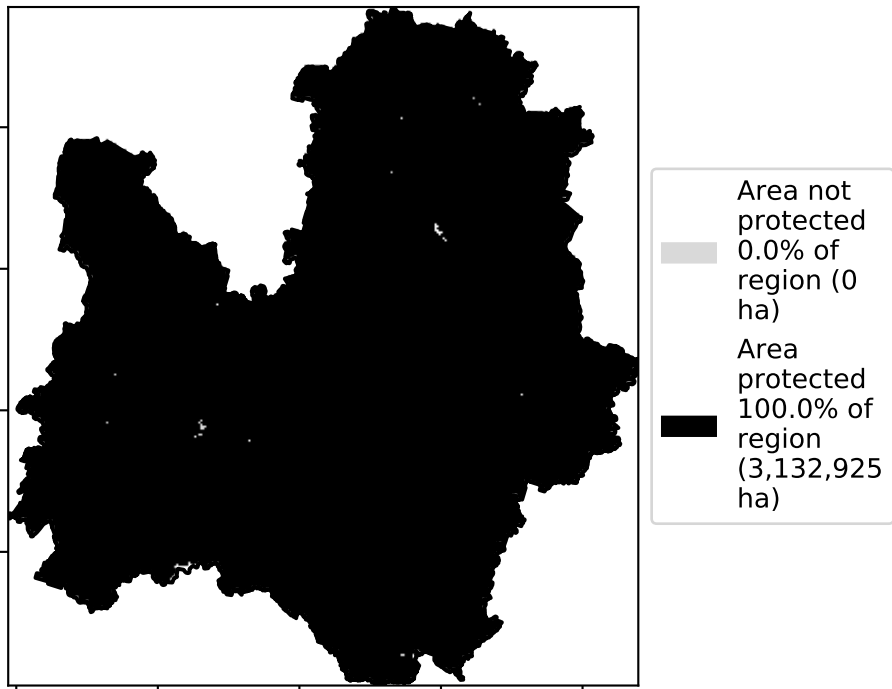 Area not
protected
0.0% of
region (0
ha)
Area
protected
100.0% of
region
(3,132,925
ha)